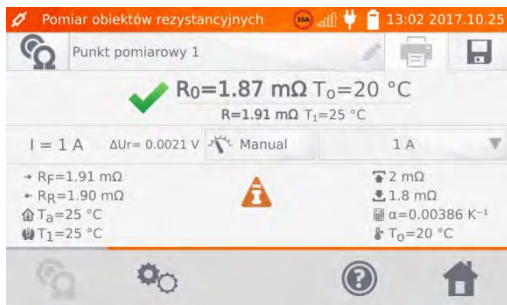 Pomiar obiektów rezystancyjnych 10A 13:02 2017.10.25
Punkt pomiarowy 1
R0=1.87 mΩ To=20 °C
R=1.91 mΩ T1=25 °C
I = 1 A ΔUr= 0.0021 V Manual 1 A
RF=1.91 mΩ 2 mΩ
RR=1.90 mΩ 1.8 mΩ
Ta=25 °C α=0.00386 K⁻¹
T1=25 °C To=20 °C